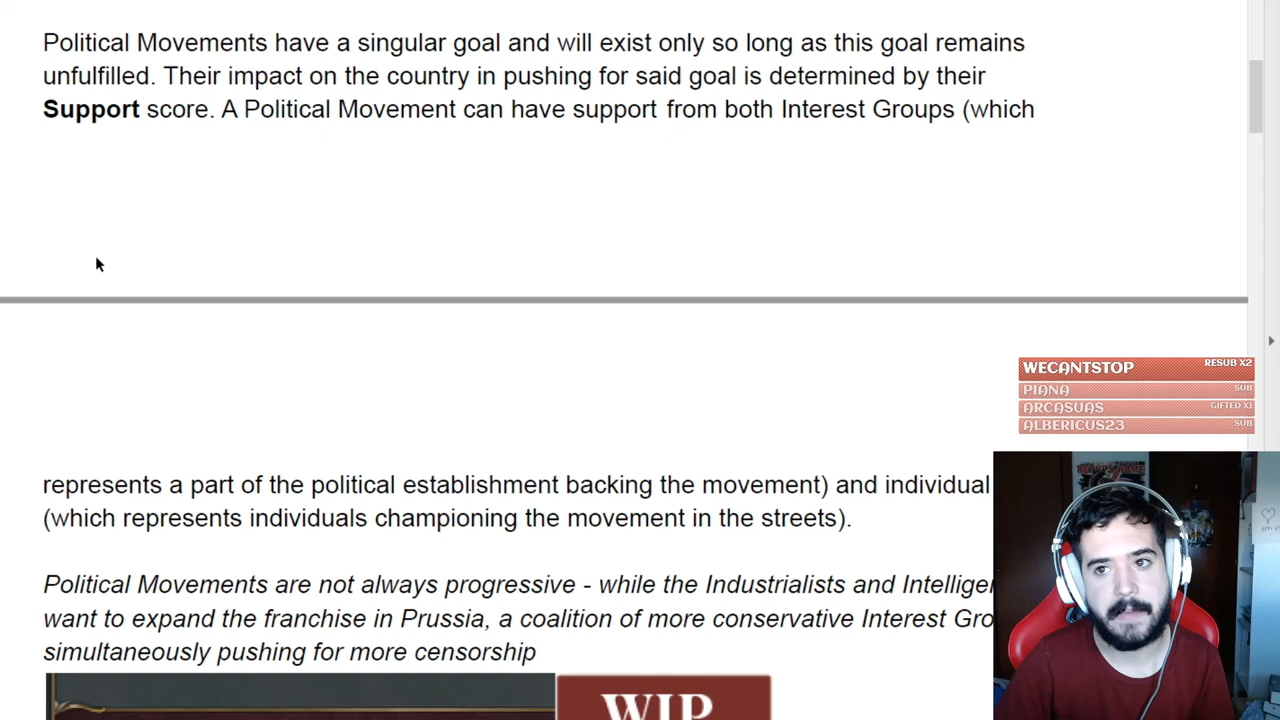 Political Movements have a singular goal and will exist only so long as this goal remains
unfulfilled. Their impact on the country in pushing for said goal is determined by their
Support score. A Political Movement can have support from both Interest Groups (which
WECANTSTOP RESUB X2
PIANA SUB
ARCASUAS GIFTED X1
ALBERICUS23 SUB
represents a part of the political establishment backing the movement) and individual
(which represents individuals championing the movement in the streets).
Political Movements are not always progressive - while the Industrialists and
want to expand the franchise in Prussia, a coalition of more conservative Interest
simultaneously pushing for more censorship
WIP